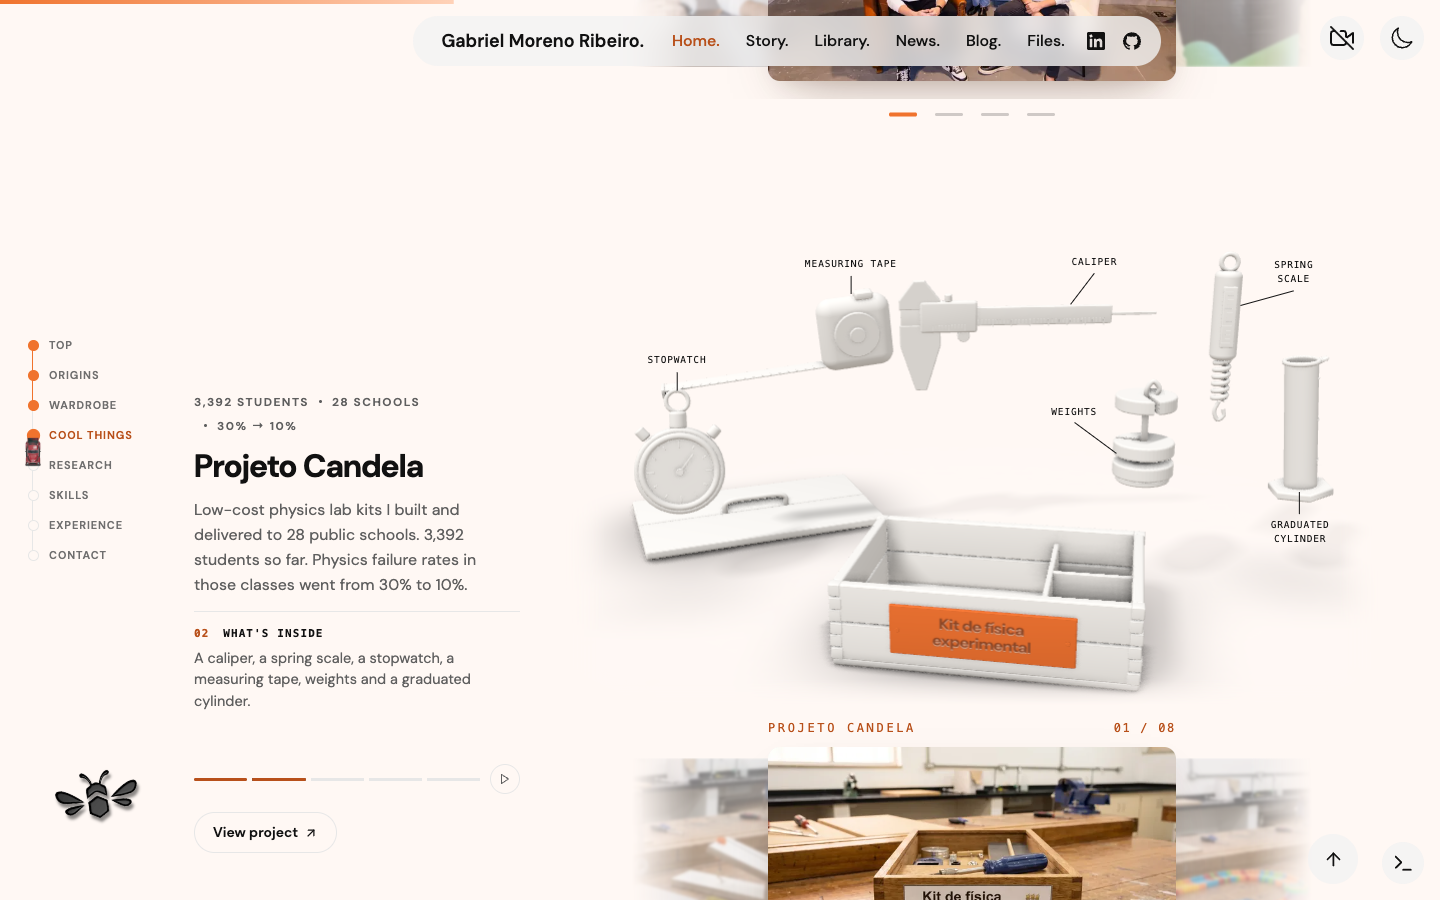 Gabriel Moreno Ribeiro.
Home.
Story.
Library.
News.
Blog.
Files.
TOP
ORIGINS
WARDROBE
COOL THINGS
RESEARCH
SKILLS
EXPERIENCE
CONTACT
3,392 STUDENTS • 28 SCHOOLS
• 30% → 10%
Projeto Candela
Low-cost physics lab kits I built and
delivered to 28 public schools. 3,392
students so far. Physics failure rates in
those classes went from 30% to 10%.
02 WHAT'S INSIDE
A caliper, a spring scale, a stopwatch, a
measuring tape, weights and a graduated
cylinder.
View project
MEASURING TAPE
CALIPER
SPRING
SCALE
STOPWATCH
WEIGHTS
GRADUATED
CYLINDER
Kit de física
experimental
PROJETO CANDELA
01 / 08
Kit de física